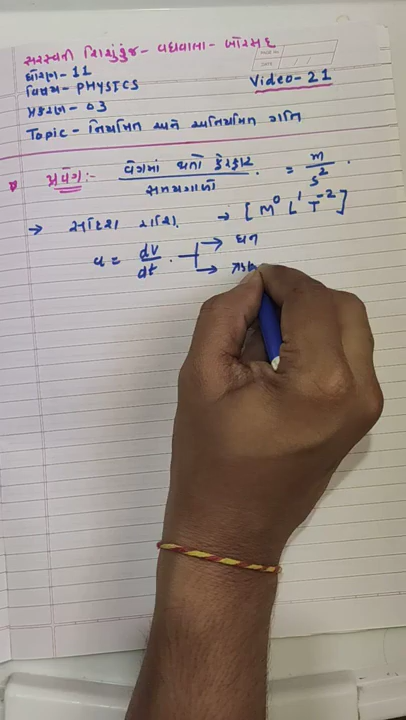 સરસ્વતી શિશુકુંજ - વઘવાલા - બોરસદ
ધોરણ - 11
વિષય - PHYSICS
પ્રકરણ - 03
Video - 21
Topic - નિયમિત અને અનિયમિત ગતિ
પ્રવેગ :- વેગમાં થતો ફેરફાર / સમયગાળો = m / s²
→ સદિશ રાશિ → [M⁰ L¹ T⁻²]
a = dv / dt → ધન
→